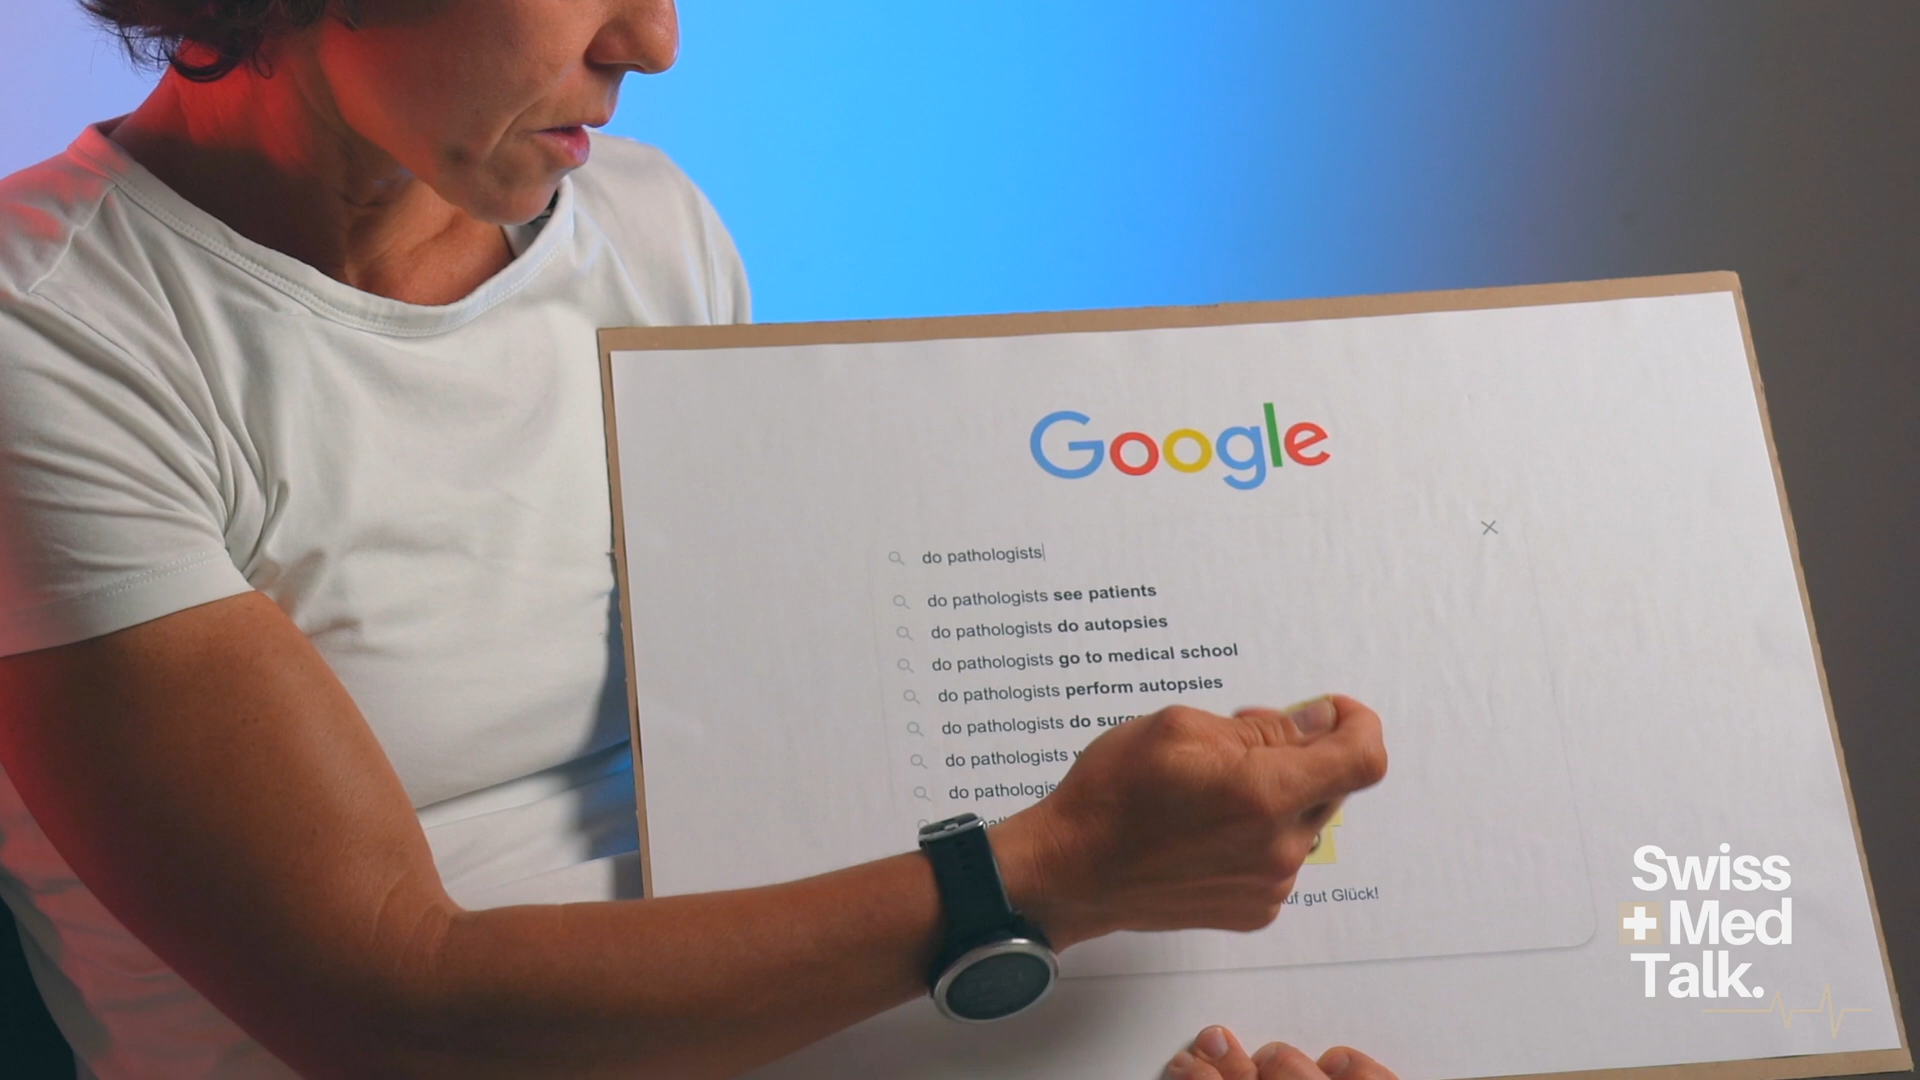 Google
do pathologists
do pathologists see patients
do pathologists do autopsies
do pathologists go to medical school
do pathologists perform autopsies
do pathologists do
do pathologists
do
gut Glück!
Swiss
Med
Talk.